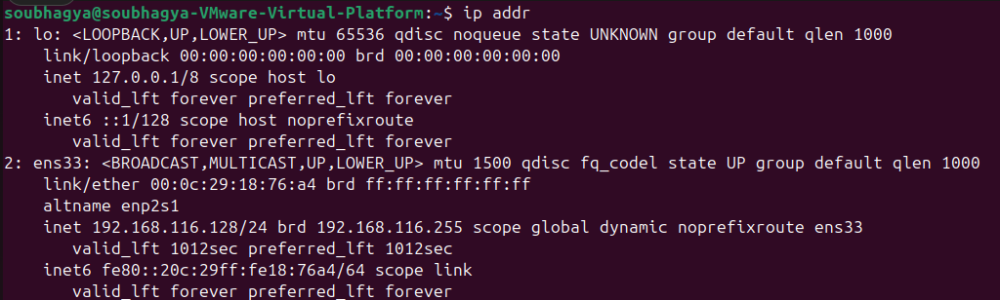 soubhagya@soubhagya-VMware-Virtual-Platform:~$ ip addr
1: lo: <LOOPBACK,UP,LOWER_UP> mtu 65536 qdisc noqueue state UNKNOWN group default qlen 1000
    link/loopback 00:00:00:00:00:00 brd 00:00:00:00:00:00
    inet 127.0.0.1/8 scope host lo
       valid_lft forever preferred_lft forever
    inet6 ::1/128 scope host noprefixroute
       valid_lft forever preferred_lft forever
2: ens33: <BROADCAST,MULTICAST,UP,LOWER_UP> mtu 1500 qdisc fq_codel state UP group default qlen 1000
    link/ether 00:0c:29:18:76:a4 brd ff:ff:ff:ff:ff:ff
    altname enp2s1
    inet 192.168.116.128/24 brd 192.168.116.255 scope global dynamic noprefixroute ens33
       valid_lft 1012sec preferred_lft 1012sec
    inet6 fe80::20c:29ff:fe18:76a4/64 scope link
       valid_lft forever preferred_lft forever